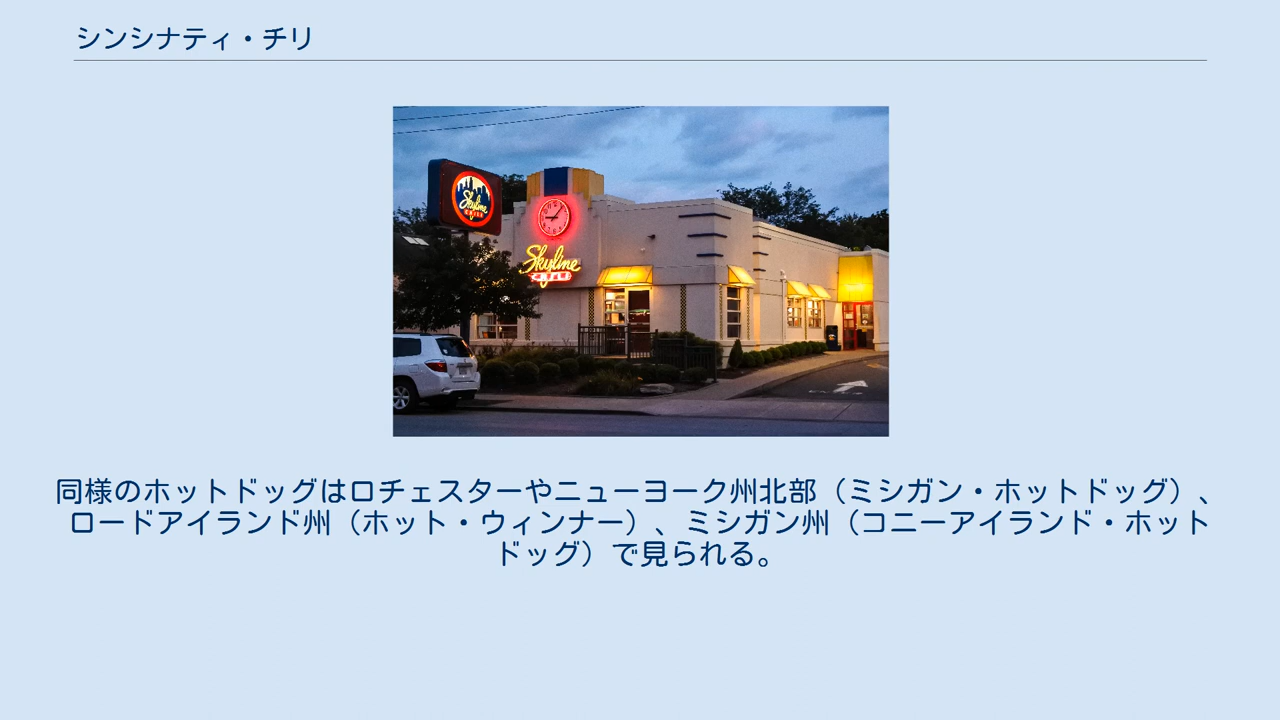 シンシナティ・チリ
Skyline
CHILI
Skyline
CHILI
同様のホットドッグはロチェスターやニューヨーク州北部（ミシガン・ホットドッグ）、
ロードアイランド州（ホット・ウィンナー）、ミシガン州（コニーアイランド・ホット
ドッグ）で見られる。